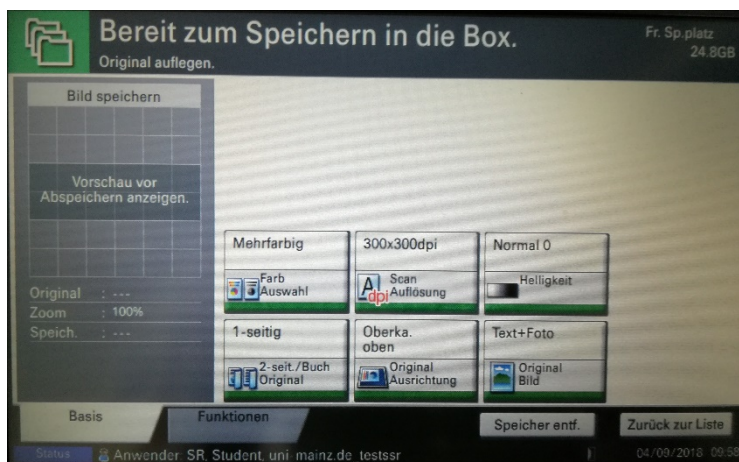 Bereit zum Speichern in die Box.
Original auflegen.
Fr. Sp.platz
24.8GB
Bild speichern
Vorschau vor
Abspeichern anzeigen.
Original : ---
Zoom : 100%
Speich. : ---
Mehrfarbig
Farb
Auswahl
300x300dpi
A dpi
Scan
Auflösung
Normal 0
Helligkeit
1-seitig
2-seit./Buch
Original
Oberka.
oben
Original
Ausrichtung
Text+Foto
Original
Bild
Basis
Funktionen
Speicher entf.
Zurück zur Liste
Status
Anwender: SR, Student, uni-mainz.de_testssr
04/09/2018 09:58